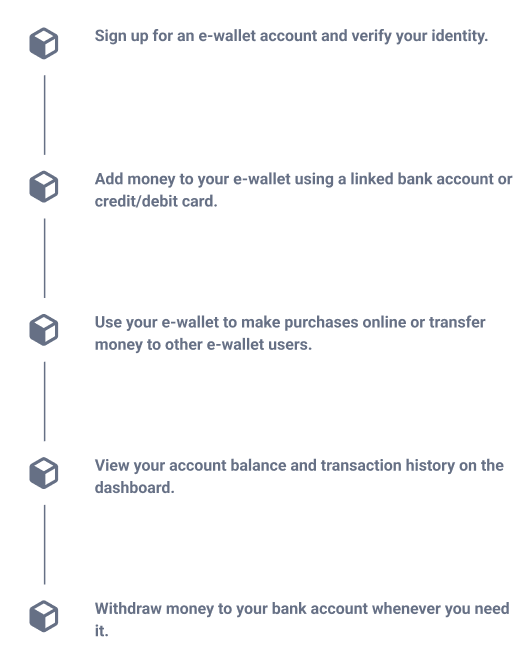 Sign up for an e-wallet account and verify your identity.
Add money to your e-wallet using a linked bank account or
credit/debit card.
Use your e-wallet to make purchases online or transfer
money to other e-wallet users.
View your account balance and transaction history on the
dashboard.
Withdraw money to your bank account whenever you need
it.